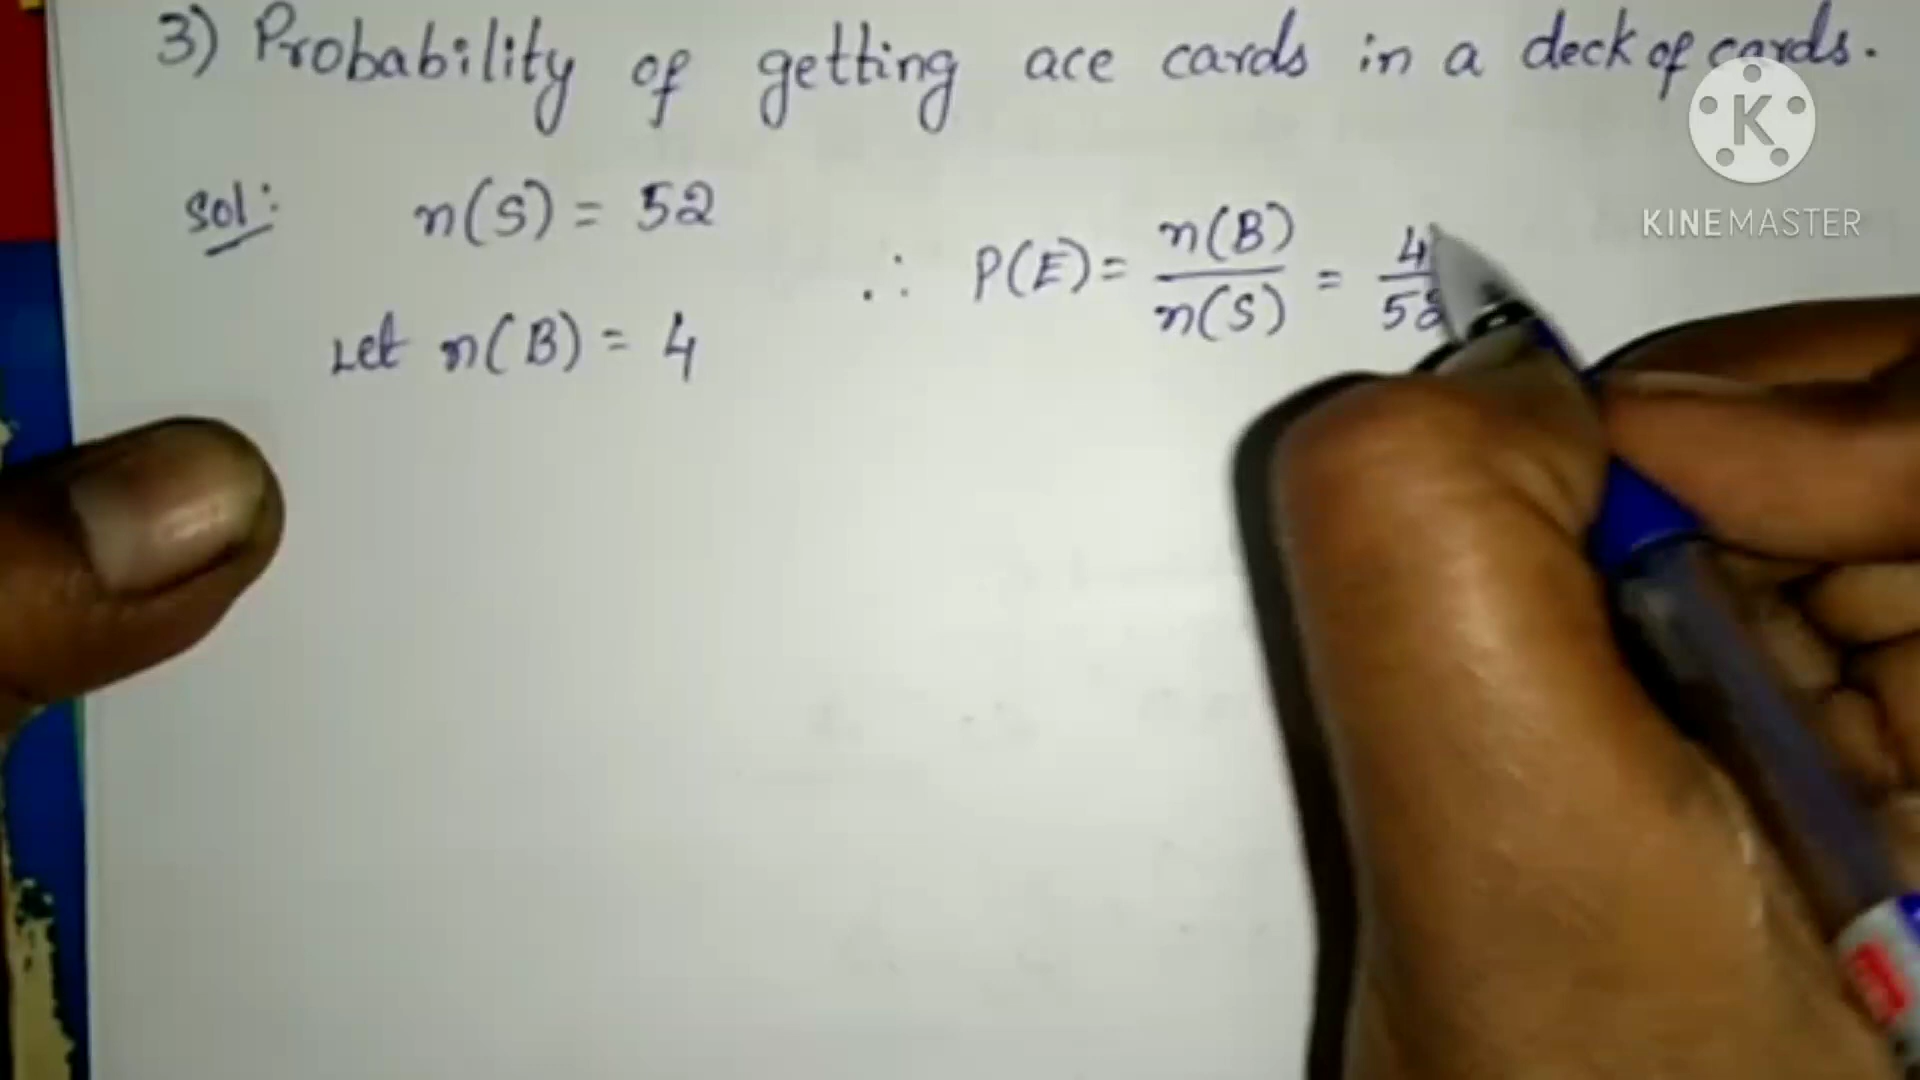 3) Probability of getting ace cards in a deck of cards.
K
KINEMASTER
Sol: n(S) = 52
∴ P(E) = n(B)/n(S) = 4/52
Let n(B) = 4